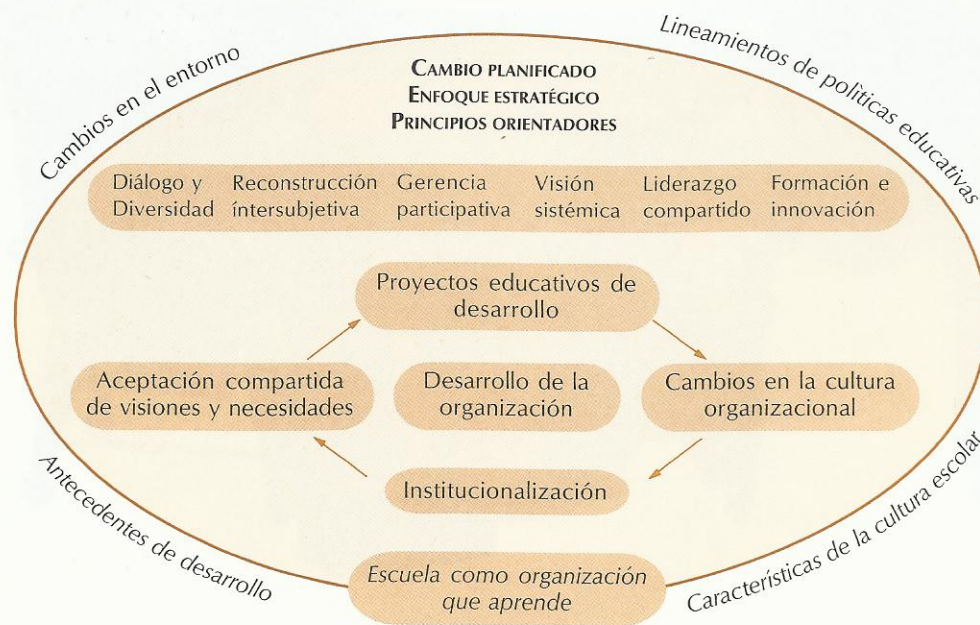 Cambios en el entorno
Lineamientos de polìticas educativas
CAMBIO PLANIFICADO
ENFOQUE ESTRATÉGICO
PRINCIPIOS ORIENTADORES
Diálogo y
Diversidad
Reconstrucción
íntersubjetiva
Gerencia
participativa
Visión
sistémica
Liderazgo
compartido
Formación e
innovación
Proyectos educativos de
desarrollo
Aceptación compartida
de visiones y necesidades
Desarrollo de la
organización
Cambios en la cultura
organizacional
Institucionalización
Antecedentes de desarrollo
Características de la cultura escolar
Escuela como organización
que aprende